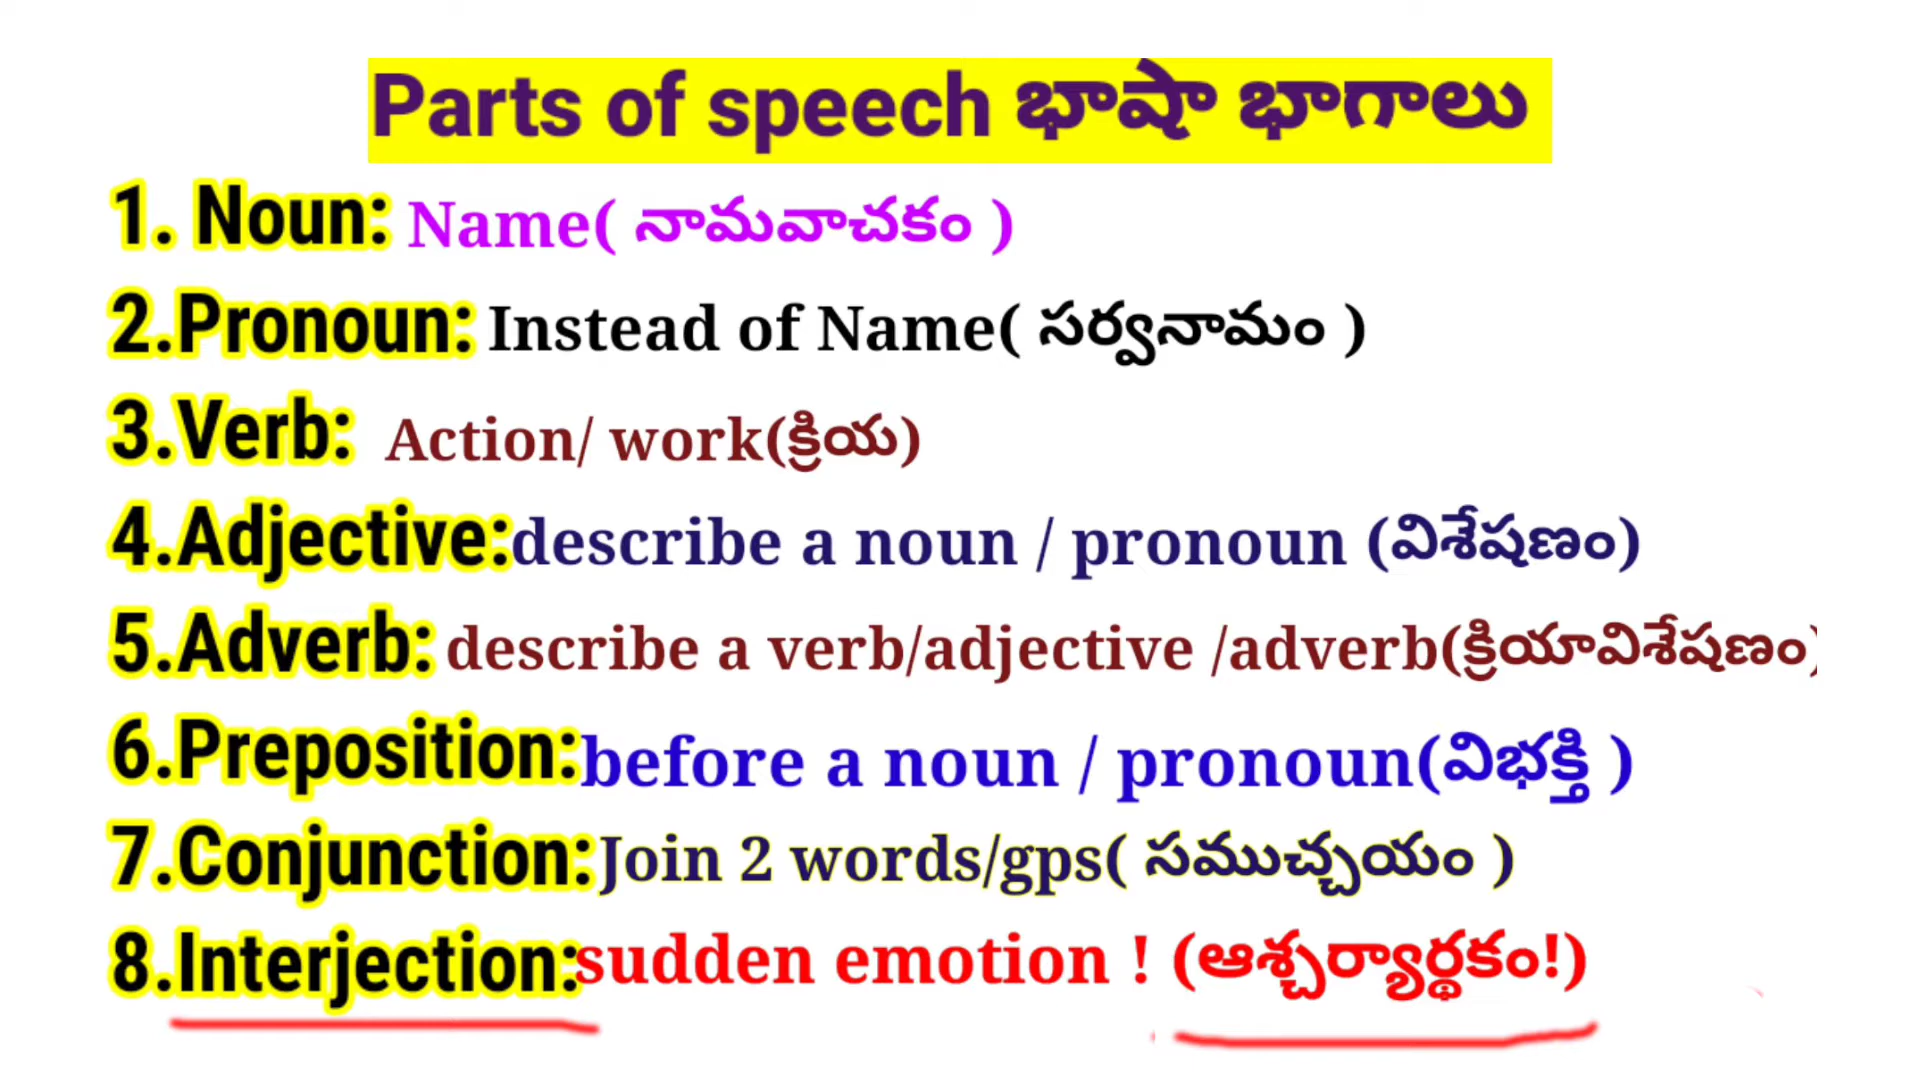 Parts of speech భాషా భాగాలు
1. Noun: Name( నామవాచకం )
2.Pronoun: Instead of Name( సర్వనామం )
3.Verb: Action/ work(క్రియ)
4.Adjective:describe a noun / pronoun (విశేషణం)
5.Adverb: describe a verb/adjective /adverb(క్రియావిశేషణం)
6.Preposition:before a noun / pronoun(విభక్తి )
7.Conjunction:Join 2 words/gps( సముచ్చయం )
8.Interjection:sudden emotion ! (ఆశ్చర్యార్థకం!)